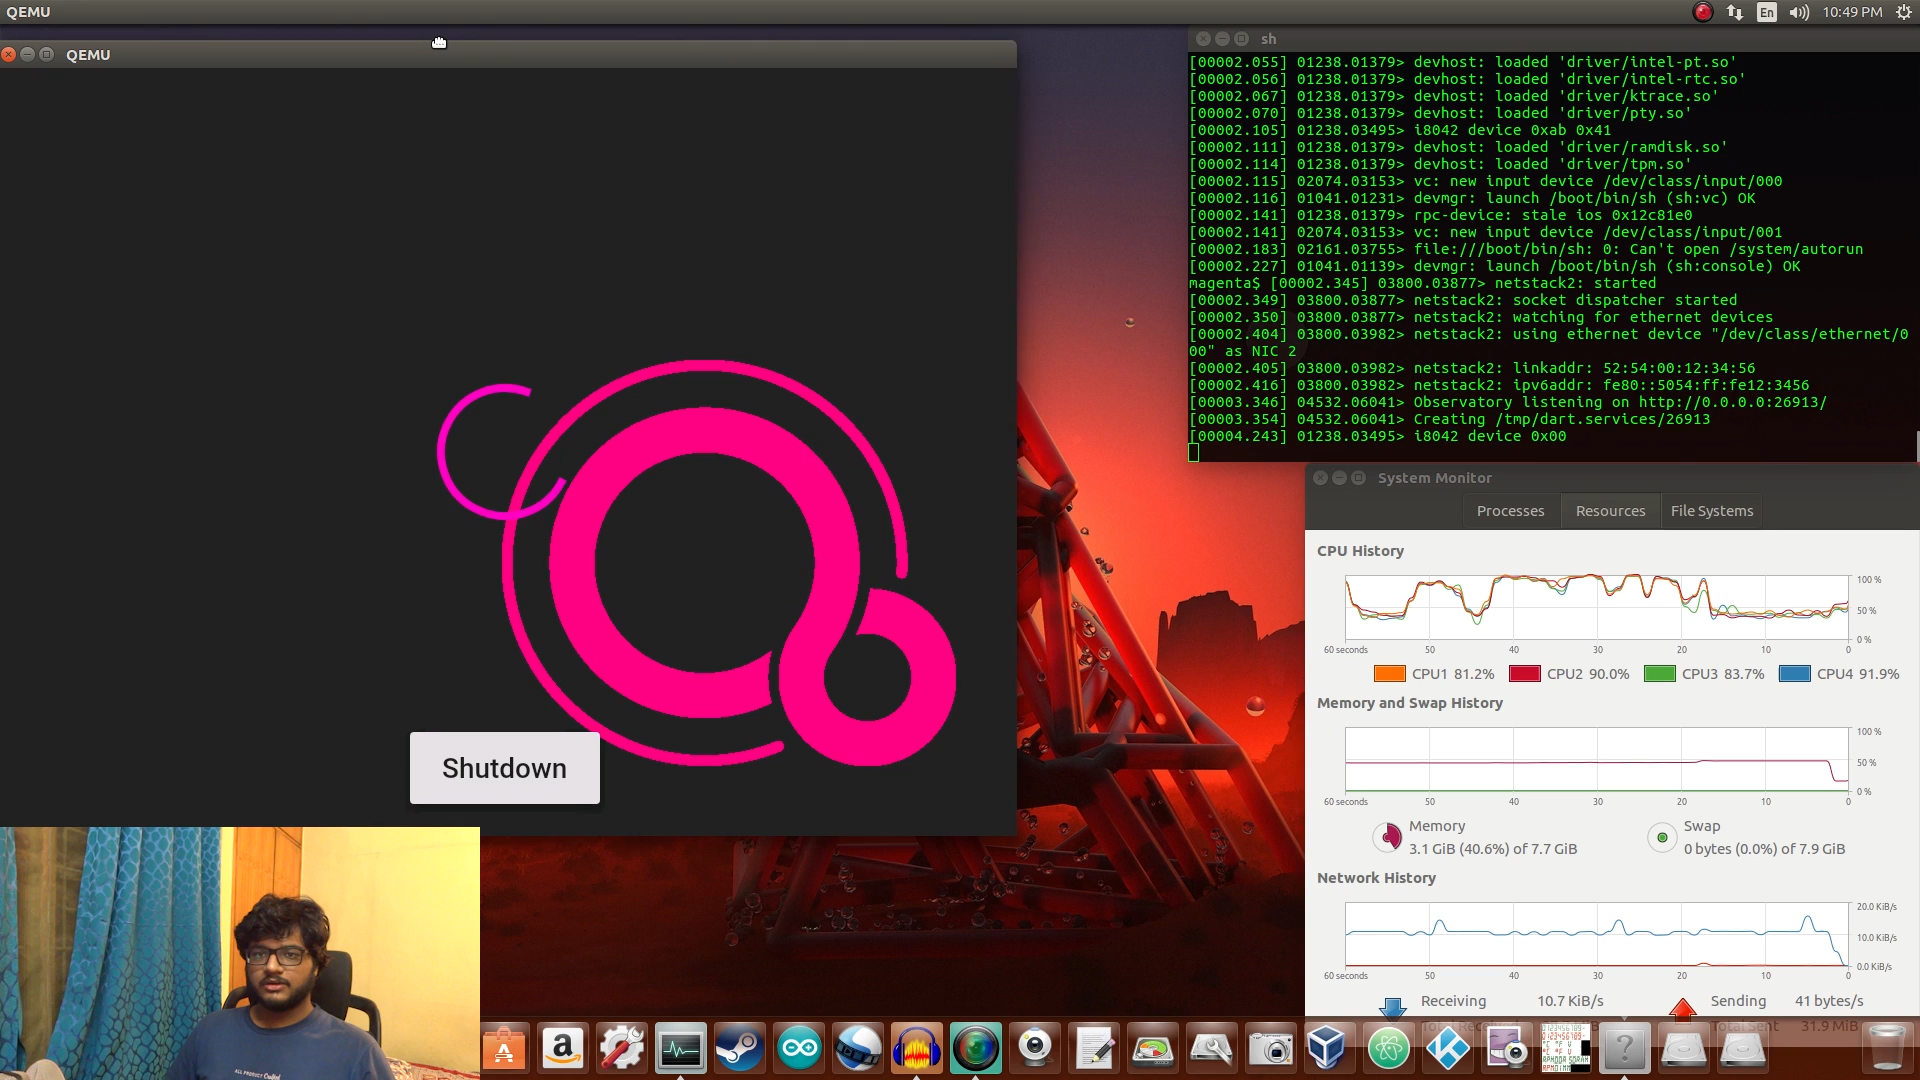 QEMU
En
10:49 PM
QEMU
Shutdown
sh
[00002.055] 01238.01379> devhost: loaded 'driver/intel-pt.so'
[00002.056] 01238.01379> devhost: loaded 'driver/intel-rtc.so'
[00002.067] 01238.01379> devhost: loaded 'driver/ktrace.so'
[00002.070] 01238.01379> devhost: loaded 'driver/pty.so'
[00002.105] 01238.03495> i8042 device 0xab 0x41
[00002.111] 01238.01379> devhost: loaded 'driver/ramdisk.so'
[00002.114] 01238.01379> devhost: loaded 'driver/tpm.so'
[00002.115] 02074.03153> vc: new input device /dev/class/input/000
[00002.116] 01041.01231> devmgr: launch /boot/bin/sh (sh:vc) OK
[00002.141] 01238.01379> rpc-device: stale ios 0x12c81e0
[00002.141] 02074.03153> vc: new input device /dev/class/input/001
[00002.183] 02161.03755> file:///boot/bin/sh: 0: Can't open /system/autorun
[00002.227] 01041.01139> devmgr: launch /boot/bin/sh (sh:console) OK
magenta$ [00002.345] 03800.03877> netstack2: started
[00002.349] 03800.03877> netstack2: socket dispatcher started
[00002.350] 03800.03877> netstack2: watching for ethernet devices
[00002.404] 03800.03982> netstack2: using ethernet device "/dev/class/ethernet/0
00" as NIC 2
[00002.405] 03800.03982> netstack2: linkaddr: 52:54:00:12:34:56
[00002.416] 03800.03982> netstack2: ipv6addr: fe80::5054:ff:fe12:3456
[00003.346] 04532.06041> Observatory listening on http://0.0.0.0:26913/
[00003.354] 04532.06041> Creating /tmp/dart.services/26913
[00004.243] 01238.03495> i8042 device 0x00
System Monitor
Processes Resources File Systems
CPU History
100 %
50 %
0 %
60 seconds 50 40 30 20 10 0
CPU1 81.2% CPU2 90.0% CPU3 83.7% CPU4 91.9%
Memory and Swap History
100 %
50 %
0 %
60 seconds 50 40 30 20 10 0
Memory
3.1 GiB (40.6%) of 7.7 GiB
Swap
0 bytes (0.0%) of 7.9 GiB
Network History
20.0 KiB/s
10.0 KiB/s
0.0 KiB/s
60 seconds 50 40 30 20 10 0
Receiving 10.7 KiB/s
Sending 41 bytes/s
Total Sent 31.9 MiB